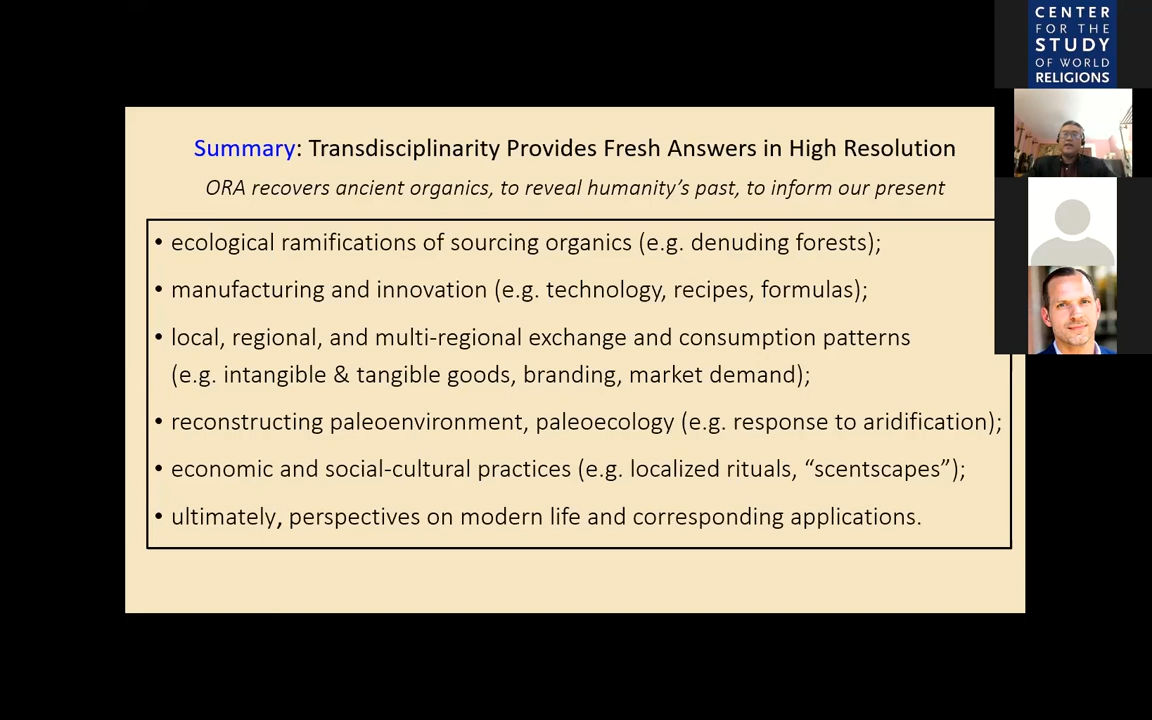 CENTER
FOR THE
STUDY
OF WORLD
RELIGIONS
Summary: Transdisciplinarity Provides Fresh Answers in High Resolution
ORA recovers ancient organics, to reveal humanity’s past, to inform our present
• ecological ramifications of sourcing organics (e.g. denuding forests);
• manufacturing and innovation (e.g. technology, recipes, formulas);
• local, regional, and multi-regional exchange and consumption patterns
(e.g. intangible & tangible goods, branding, market demand);
• reconstructing paleoenvironment, paleoecology (e.g. response to aridification);
• economic and social-cultural practices (e.g. localized rituals, “scentscapes”);
• ultimately, perspectives on modern life and corresponding applications.